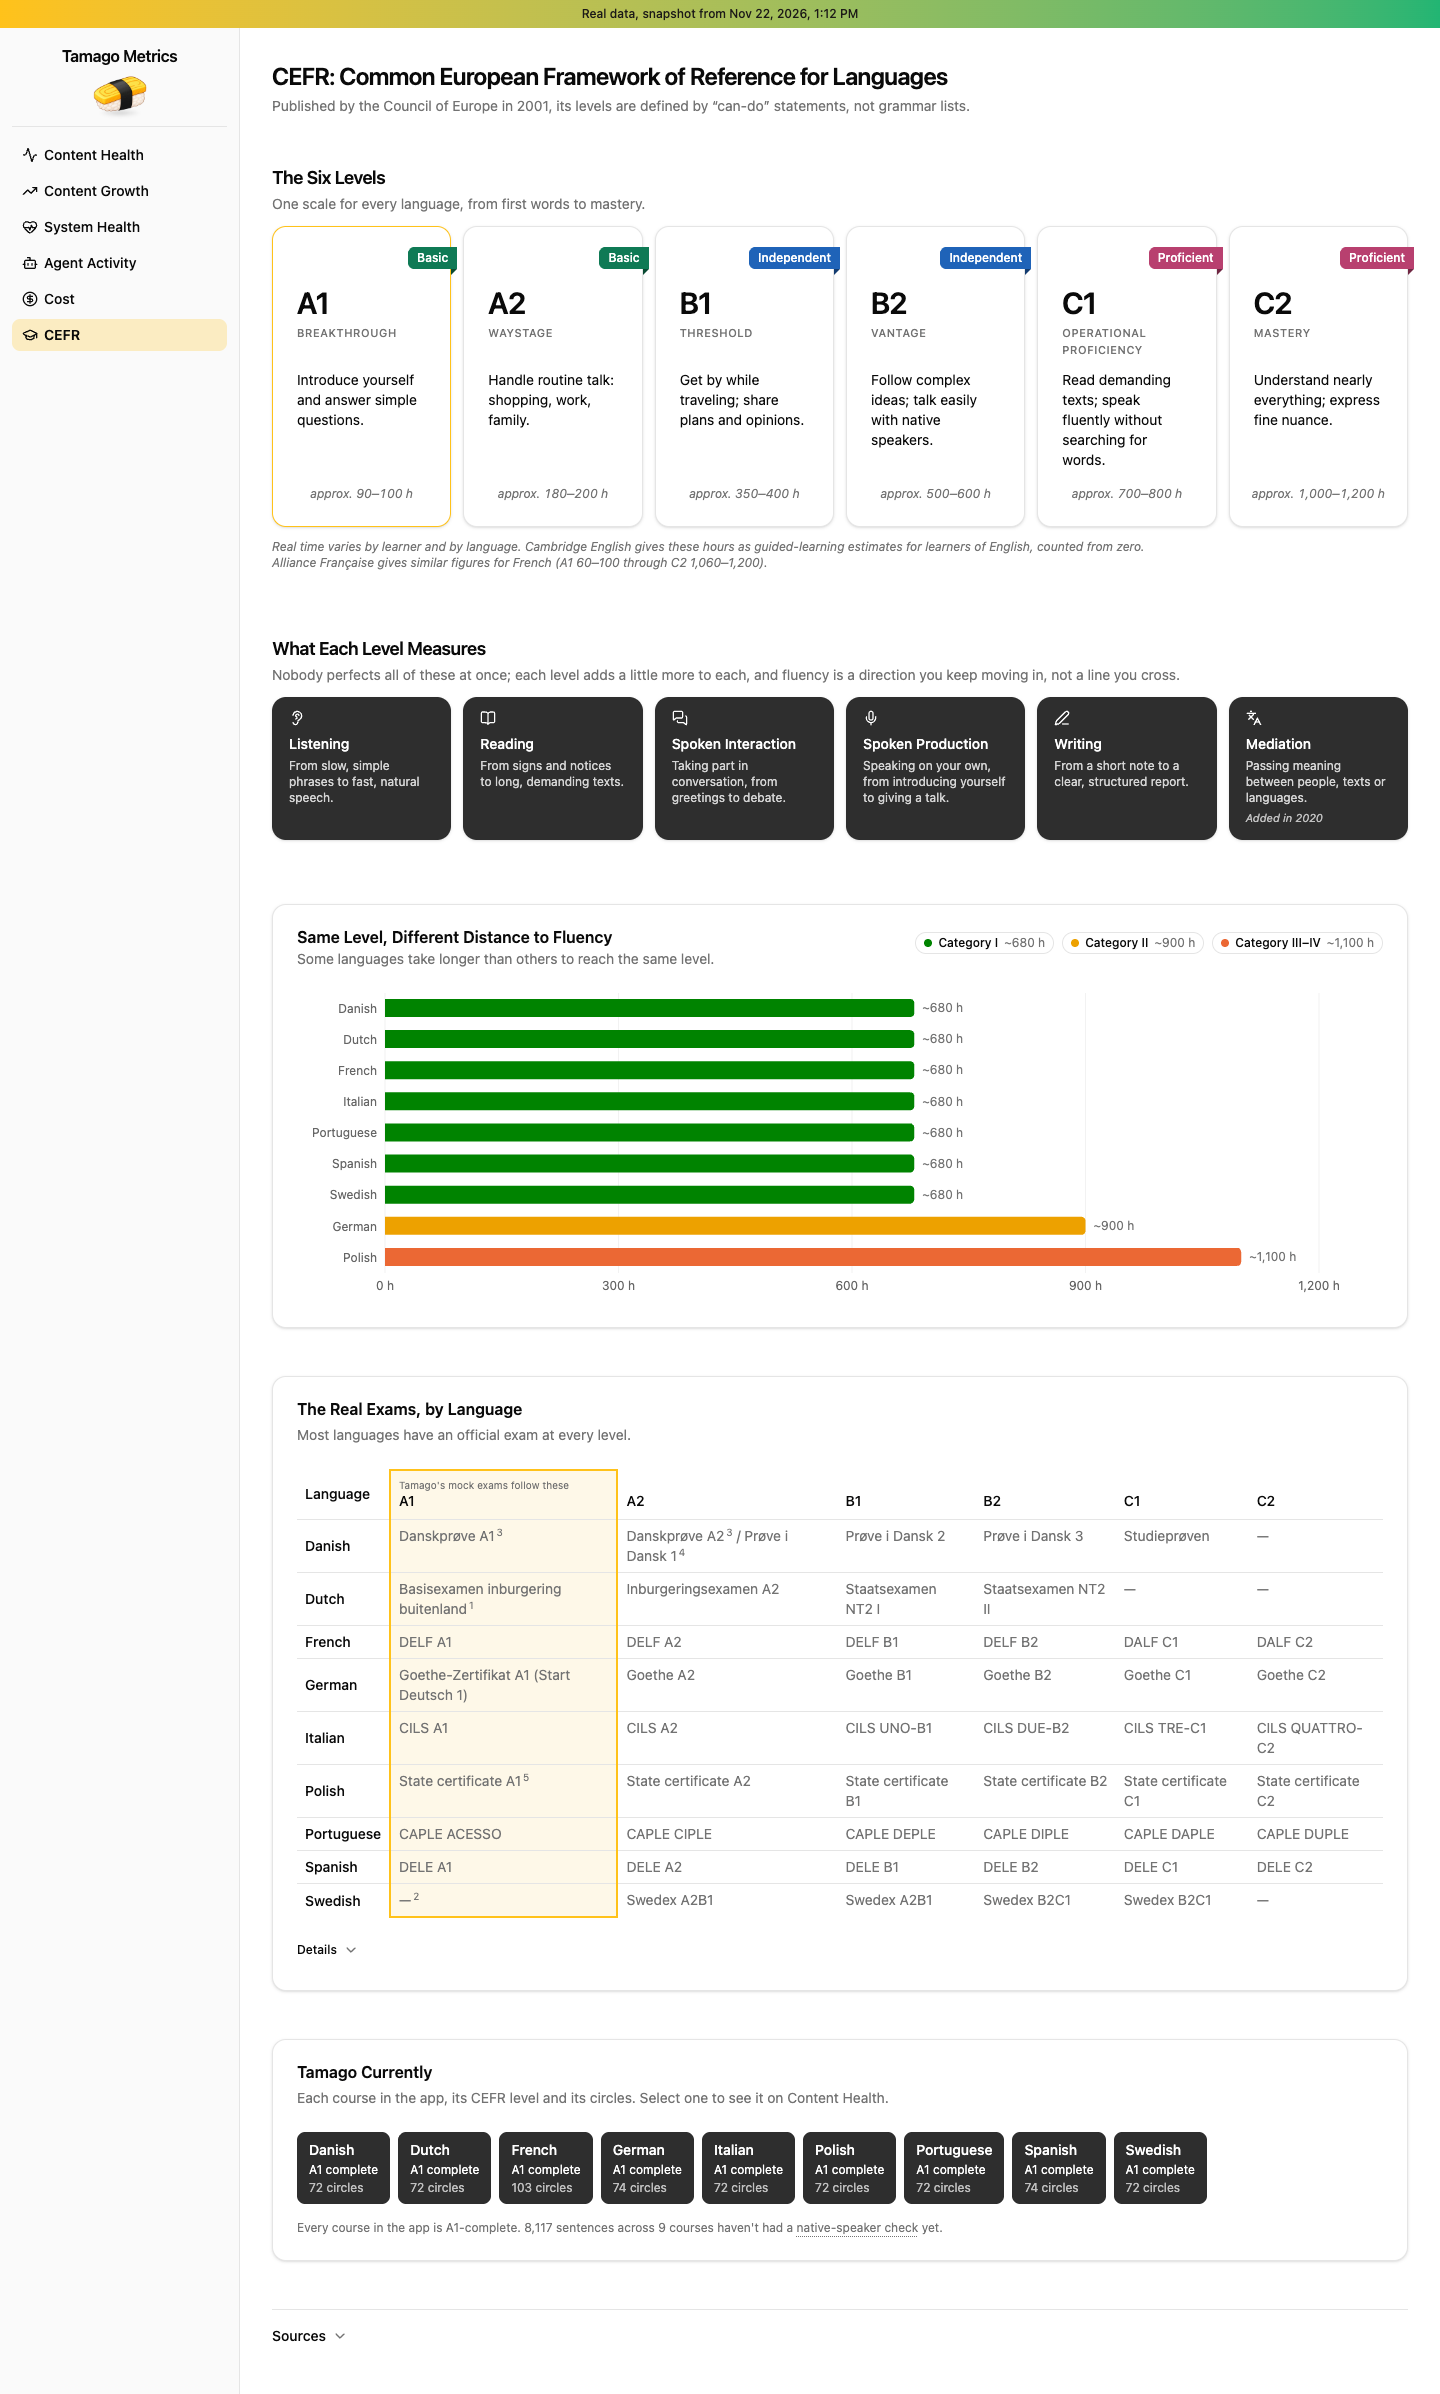 Real data, snapshot from Nov 22, 2026, 1:12 PM
Tamago Metrics
Content Health
Content Growth
System Health
Agent Activity
Cost
CEFR
CEFR: Common European Framework of Reference for Languages
Published by the Council of Europe in 2001, its levels are defined by “can-do” statements, not grammar lists.
The Six Levels
One scale for every language, from first words to mastery.
Basic
A1
BREAKTHROUGH
Introduce yourself
and answer simple
questions.
approx. 90–100 h
Basic
A2
WAYSTAGE
Handle routine talk:
shopping, work,
family.
approx. 180–200 h
Independent
B1
THRESHOLD
Get by while
traveling; share
plans and opinions.
approx. 350–400 h
Independent
B2
VANTAGE
Follow complex
ideas; talk easily
with native
speakers.
approx. 500–600 h
Proficient
C1
OPERATIONAL
PROFICIENCY
Read demanding
texts; speak
fluently without
searching for
words.
approx. 700–800 h
Proficient
C2
MASTERY
Understand nearly
everything; express
fine nuance.
approx. 1,000–1,200 h
Real time varies by learner and by language. Cambridge English gives these hours as guided-learning estimates for learners of English, counted from zero.
Alliance Française gives similar figures for French (A1 60–100 through C2 1,060–1,200).
What Each Level Measures
Nobody perfects all of these at once; each level adds a little more to each, and fluency is a direction you keep moving in, not a line you cross.
Listening
From slow, simple
phrases to fast, natural
speech.
Reading
From signs and notices
to long, demanding texts.
Spoken Interaction
Taking part in
conversation, from
greetings to debate.
Spoken Production
Speaking on your own,
from introducing yourself
to giving a talk.
Writing
From a short note to a
clear, structured report.
Mediation
Passing meaning
between people, texts or
languages.
Added in 2020
Same Level, Different Distance to Fluency
Some languages take longer than others to reach the same level.
Category I ~680 h
Category II ~900 h
Category III–IV ~1,100 h
Danish ~680 h
Dutch ~680 h
French ~680 h
Italian ~680 h
Portuguese ~680 h
Spanish ~680 h
Swedish ~680 h
German ~900 h
Polish ~1,100 h
0 h 300 h 600 h 900 h 1,200 h
The Real Exams, by Language
Most languages have an official exam at every level.
Tamago's mock exams follow these
Language A1 A2 B1 B2 C1 C2
Danish Danskprøve A1 3 Danskprøve A2 3 / Prøve i Prøve i Dansk 2 Prøve i Dansk 3 Studieprøven —
Dansk 1 4
Dutch Basisexamen inburgering Inburgeringsexamen A2 Staatsexamen Staatsexamen NT2 — —
buitenland 1 NT2 I II
French DELF A1 DELF A2 DELF B1 DELF B2 DALF C1 DALF C2
German Goethe-Zertifikat A1 (Start Goethe A2 Goethe B1 Goethe B2 Goethe C1 Goethe C2
Deutsch 1)
Italian CILS A1 CILS A2 CILS UNO-B1 CILS DUE-B2 CILS TRE-C1 CILS QUATTRO-
C2
Polish State certificate A1 5 State certificate A2 State certificate State certificate B2 State certificate State certificate
B1 C1 C2
Portuguese CAPLE ACESSO CAPLE CIPLE CAPLE DEPLE CAPLE DIPLE CAPLE DAPLE CAPLE DUPLE
Spanish DELE A1 DELE A2 DELE B1 DELE B2 DELE C1 DELE C2
Swedish — 2 Swedex A2B1 Swedex A2B1 Swedex B2C1 Swedex B2C1 —
Details
Tamago Currently
Each course in the app, its CEFR level and its circles. Select one to see it on Content Health.
Danish
A1 complete
72 circles
Dutch
A1 complete
72 circles
French
A1 complete
103 circles
German
A1 complete
74 circles
Italian
A1 complete
72 circles
Polish
A1 complete
72 circles
Portuguese
A1 complete
72 circles
Spanish
A1 complete
74 circles
Swedish
A1 complete
72 circles
Every course in the app is A1-complete. 8,117 sentences across 9 courses haven't had a native-speaker check yet.
Sources